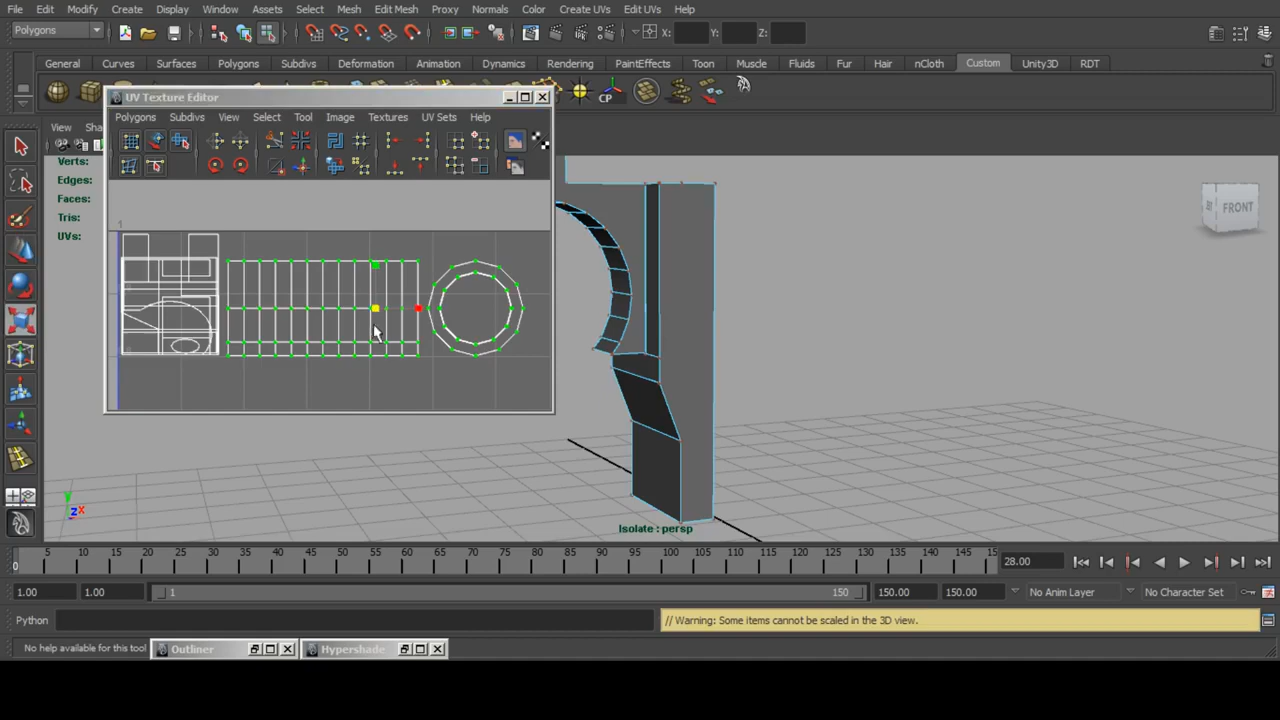 File Edit Modify Create Display Window Assets Select Mesh Edit Mesh Proxy Normals Color Create UVs Edit UVs Help
Polygons X: Y: Z:
General Curves Surfaces Polygons Subdivs Deformation Animation Dynamics Rendering PaintEffects Toon Muscle Fluids Fur Hair nCloth Custom Unity3D RDT
CP
UV Texture Editor
Polygons Subdivs View Select Tool Image Textures UV Sets Help
View Sha
Verts:
Edges:
Faces:
Tris:
UVs:
1
FRONT
y
z x
Isolate : persp
0 5 10 15 20 25 30 35 40 45 50 55 60 65 70 75 80 85 90 95 100 105 110 115 120 125 130 135 140 145 15 28.00
1.00 1.00 1 150 150.00 150.00 No Anim Layer No Character Set
Python // Warning: Some items cannot be scaled in the 3D view.
No help available for this tool Outliner Hypershade